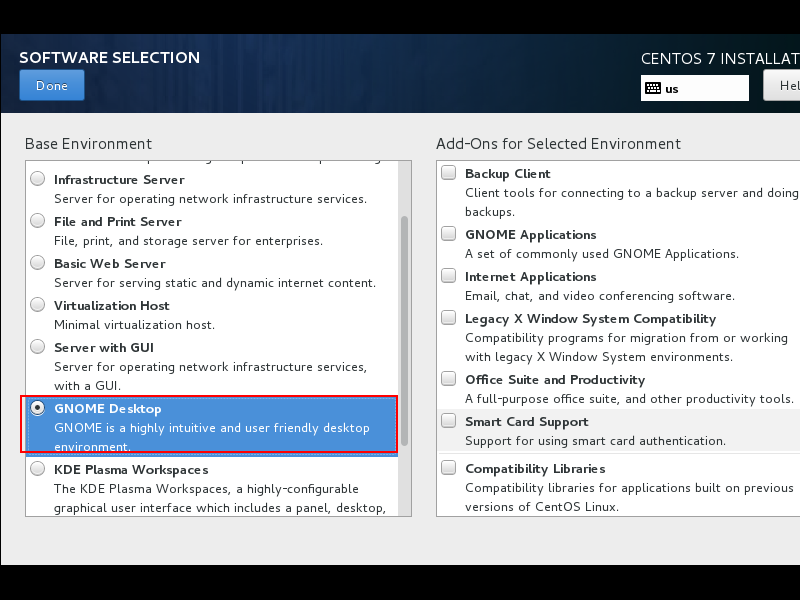 SOFTWARE SELECTION
CENTOS 7 INSTALLAT
Done
us
Hel
Base Environment
Infrastructure Server
Server for operating network infrastructure services.
File and Print Server
File, print, and storage server for enterprises.
Basic Web Server
Server for serving static and dynamic internet content.
Virtualization Host
Minimal virtualization host.
Server with GUI
Server for operating network infrastructure services,
with a GUI.
GNOME Desktop
GNOME is a highly intuitive and user friendly desktop
environment.
KDE Plasma Workspaces
The KDE Plasma Workspaces, a highly-configurable
graphical user interface which includes a panel, desktop,
Add-Ons for Selected Environment
Backup Client
Client tools for connecting to a backup server and doing
backups.
GNOME Applications
A set of commonly used GNOME Applications.
Internet Applications
Email, chat, and video conferencing software.
Legacy X Window System Compatibility
Compatibility programs for migration from or working
with legacy X Window System environments.
Office Suite and Productivity
A full-purpose office suite, and other productivity tools.
Smart Card Support
Support for using smart card authentication.
Compatibility Libraries
Compatibility libraries for applications built on previous
versions of CentOS Linux.